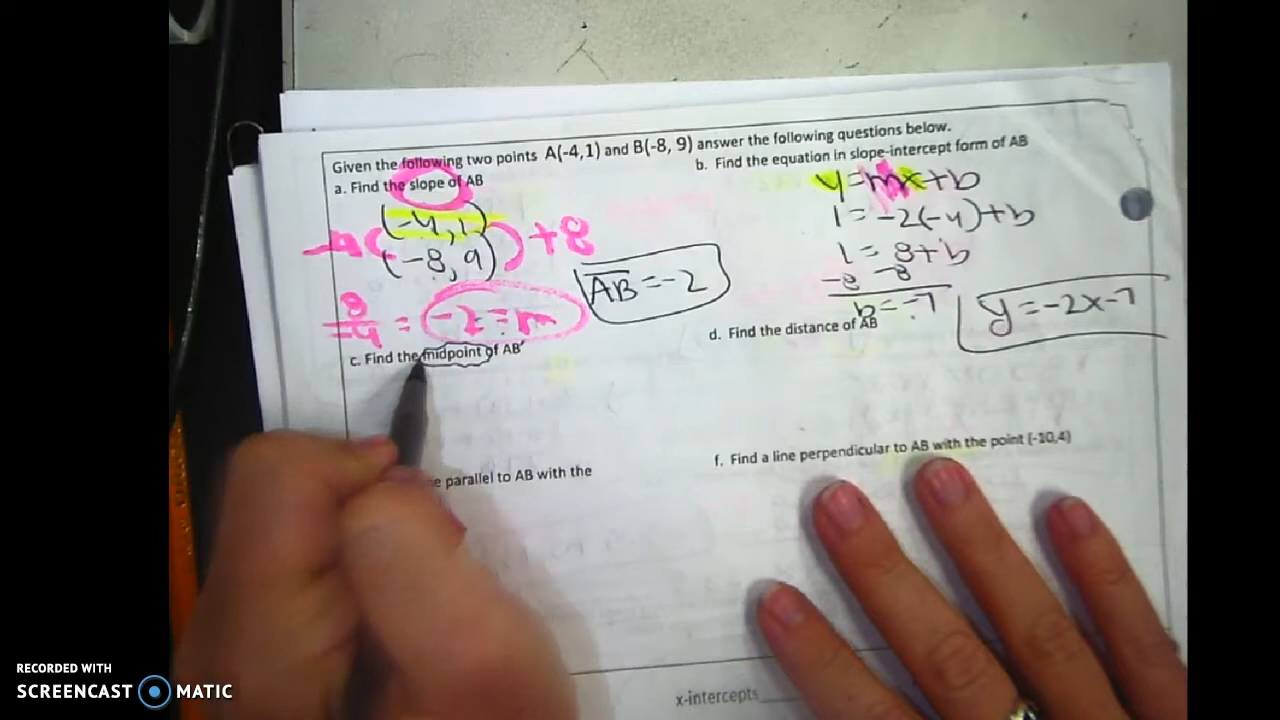 Given the following two points A(-4,1) and B(-8, 9) answer the following questions below.
a. Find the slope of AB
(-4,1)
(-8,9)
-4
+8
8/-4 = -2=m
AB=-2
b. Find the equation in slope-intercept form of AB
y=mx+b
1=-2(-4)+b
1=8+b
-8 -8
b=-7
y=-2x-7
c. Find the midpoint of AB
d. Find the distance of AB
parallel to AB with the
f. Find a line perpendicular to AB with the point (-10,4)
x-intercepts
RECORDED WITH
SCREENCAST MATIC